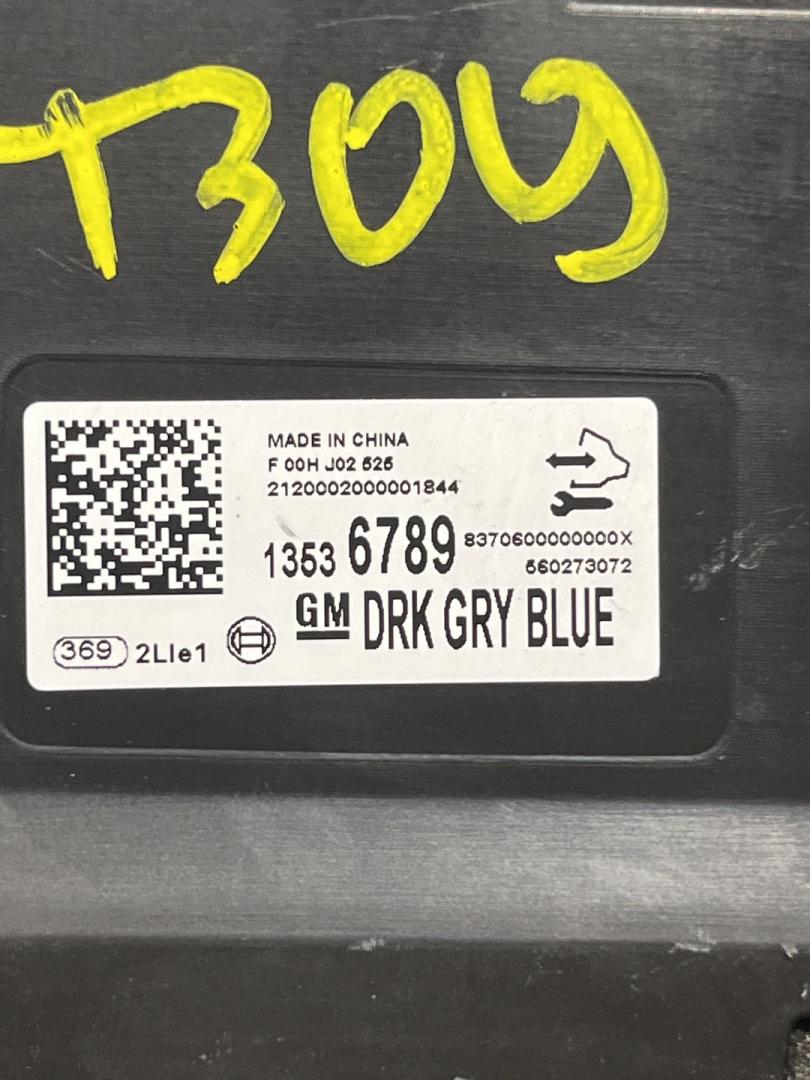 T309
MADE IN CHINA
F 00H J02 525
2120002000001844
1353 6789
8370600000000X
560273072
GM DRK GRY BLUE
369 2LIe1